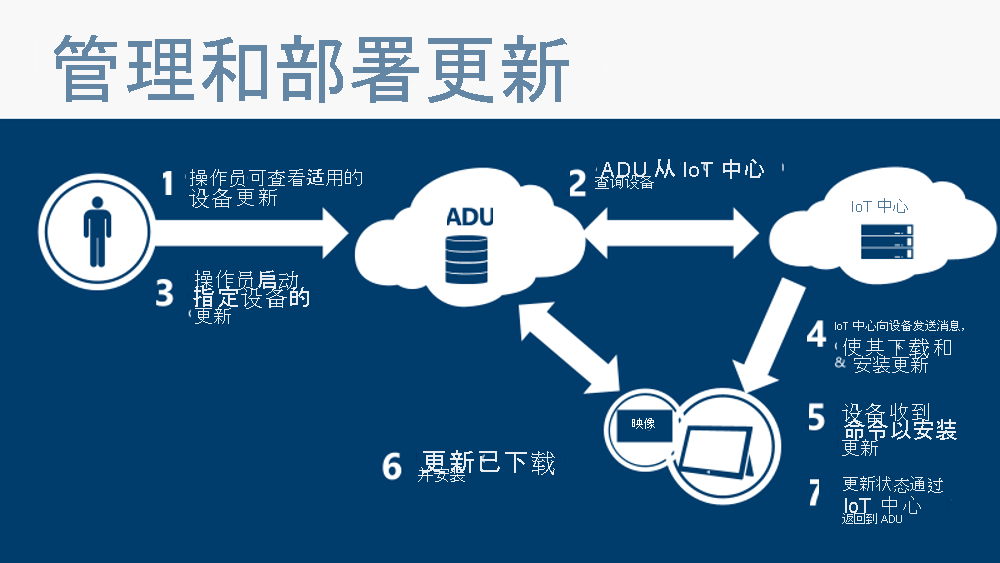 管理和部署更新
1 操作员可查看适用的
设备更新
ADU
2 ADU 从 IoT 中心
查询设备
IoT 中心
3 操作员启动
指定设备的
更新
4 IoT 中心向设备发送消息，
使其下载和
& 安装更新
映像
5 设备收到
命令以安装
更新
6 更新已下载
并安装
7 更新状态通过
IoT 中心
返回到 ADU